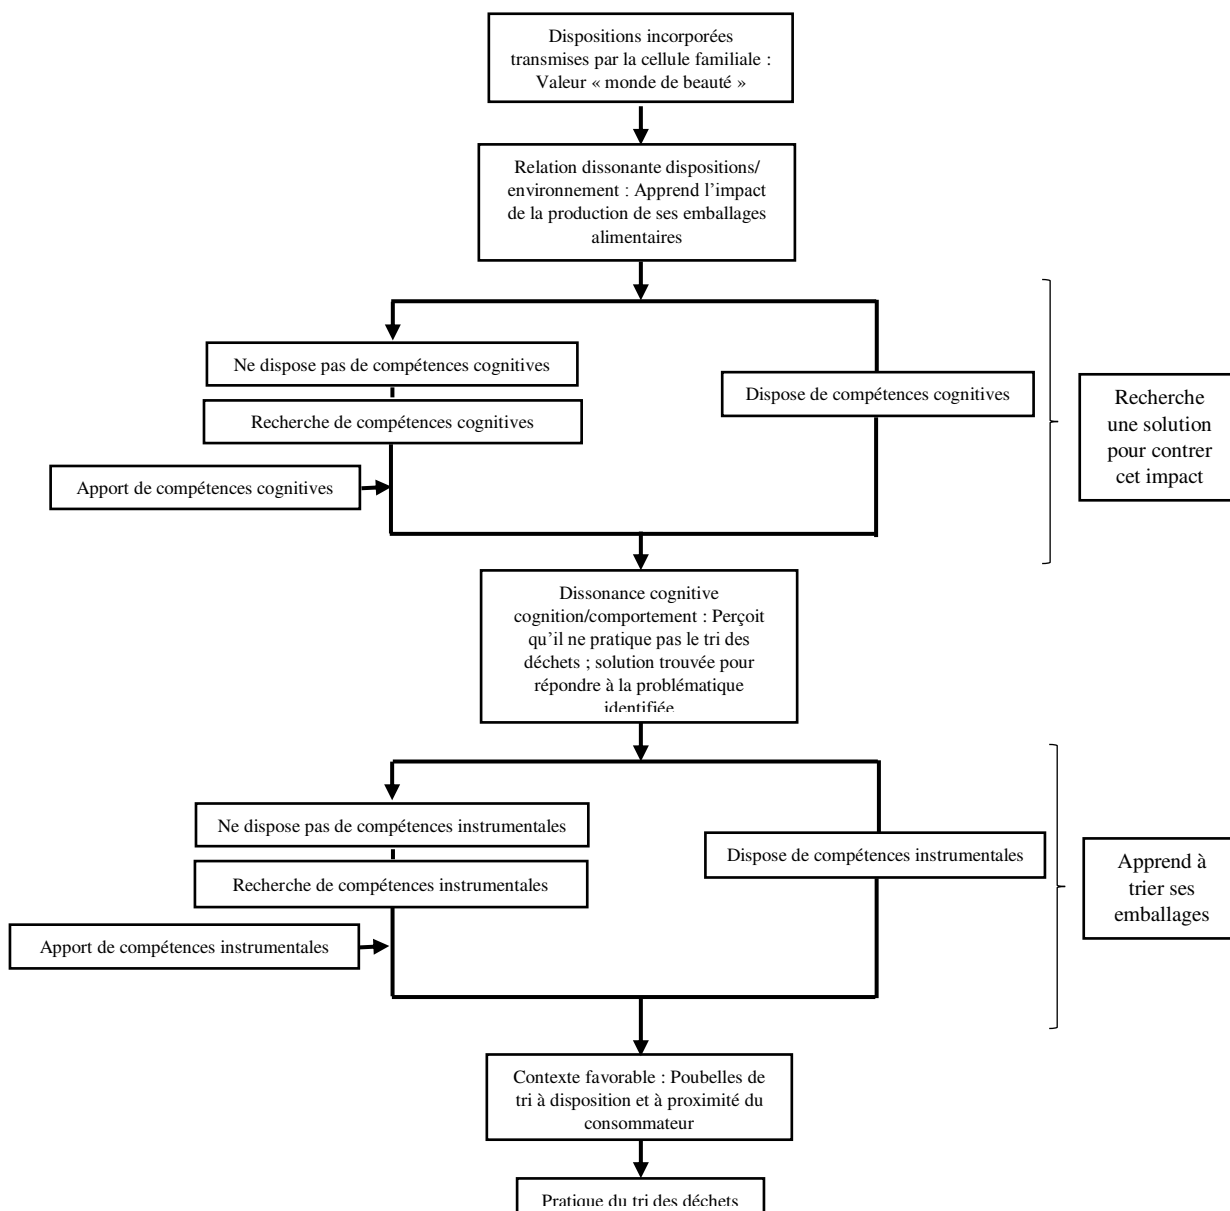 Dispositions incorporées
transmises par la cellule familiale :
Valeur « monde de beauté »
Relation dissonante dispositions/
environnement : Apprend l’impact
de la production de ses emballages
alimentaires
Ne dispose pas de compétences cognitives
Dispose de compétences cognitives
Recherche de compétences cognitives
Apport de compétences cognitives
Recherche
une solution
pour contrer
cet impact
Dissonance cognitive
cognition/comportement : Perçoit
qu’il ne pratique pas le tri des
déchets ; solution trouvée pour
répondre à la problématique
identifiée
Ne dispose pas de compétences instrumentales
Dispose de compétences instrumentales
Recherche de compétences instrumentales
Apport de compétences instrumentales
Apprend à
trier ses
emballages
Contexte favorable : Poubelles de
tri à disposition et à proximité du
consommateur
Pratique du tri des déchets